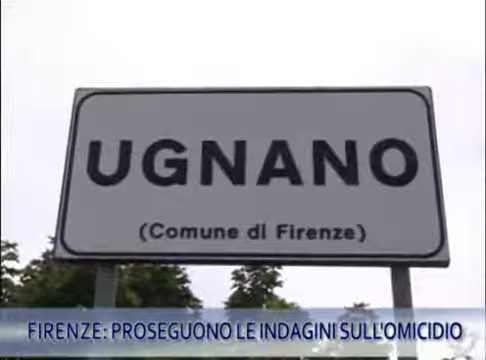 UGNANO
(Comune di Firenze)
FIRENZE: PROSEGUONO LE INDAGINI SULL'OMICIDIO